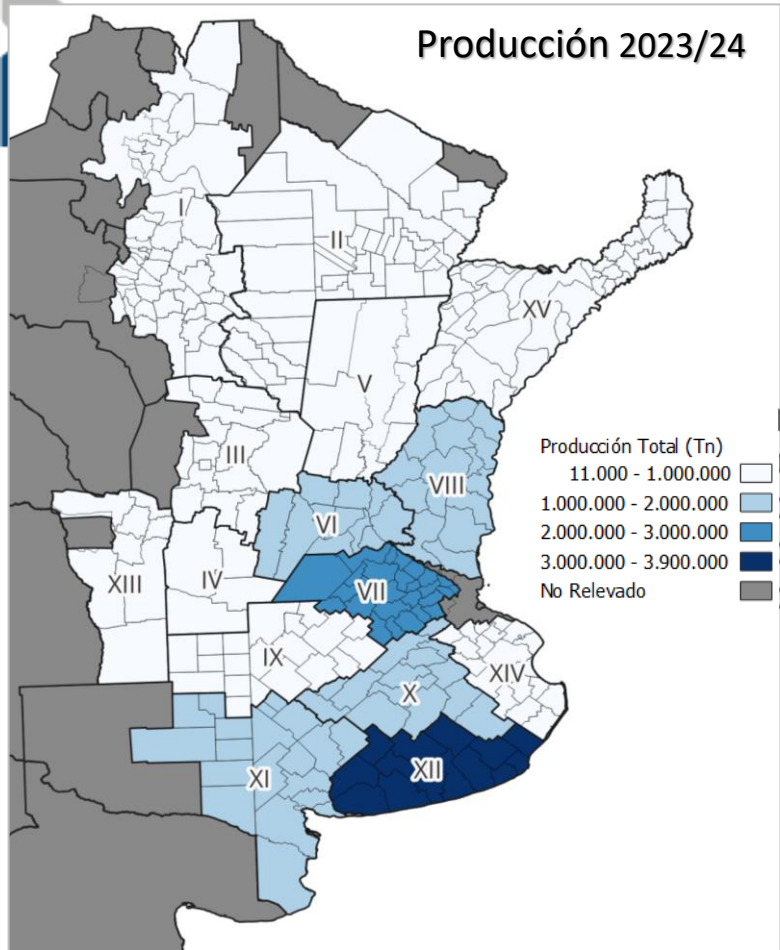 Producción 2023/24
I
II
XV
V
III
VIII
VI
XIII
IV
VII
IX
XIV
X
XI
XII
Producción Total (Tn)
11.000 - 1.000.000
1.000.000 - 2.000.000
2.000.000 - 3.000.000
3.000.000 - 3.900.000
No Relevado